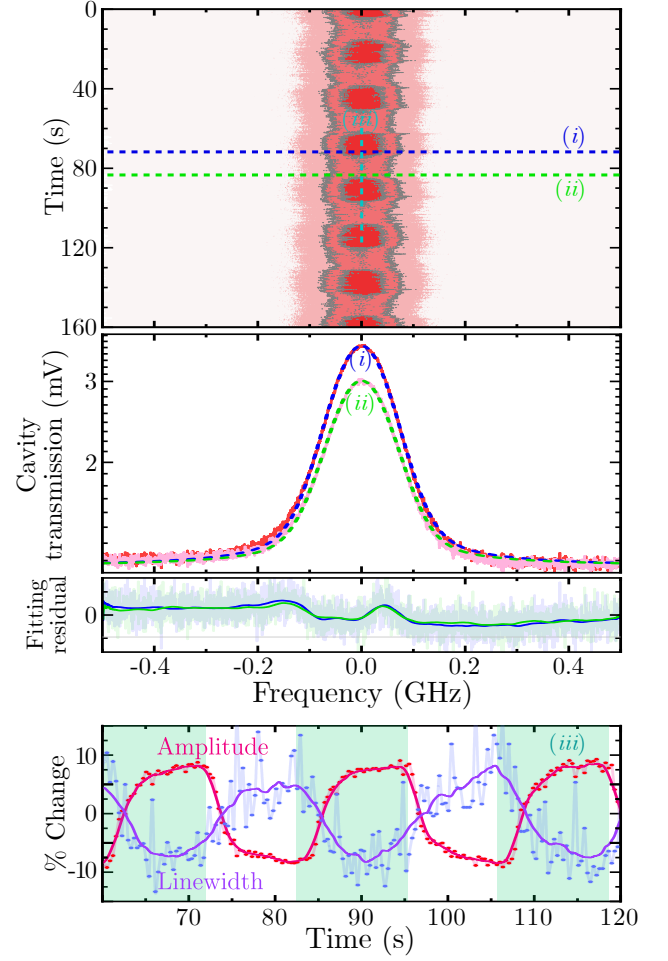 0
40
80
120
160
Time (s)
(iii)
(i)
(ii)
3
2
Cavity
transmission (mV)
(i)
(ii)
0
Fitting
residual
-0.4 -0.2 0.0 0.2 0.4
Frequency (GHz)
10
5
0
-5
-10
% Change
Amplitude
(iii)
Linewidth
70 80 90 100 110 120
Time (s)